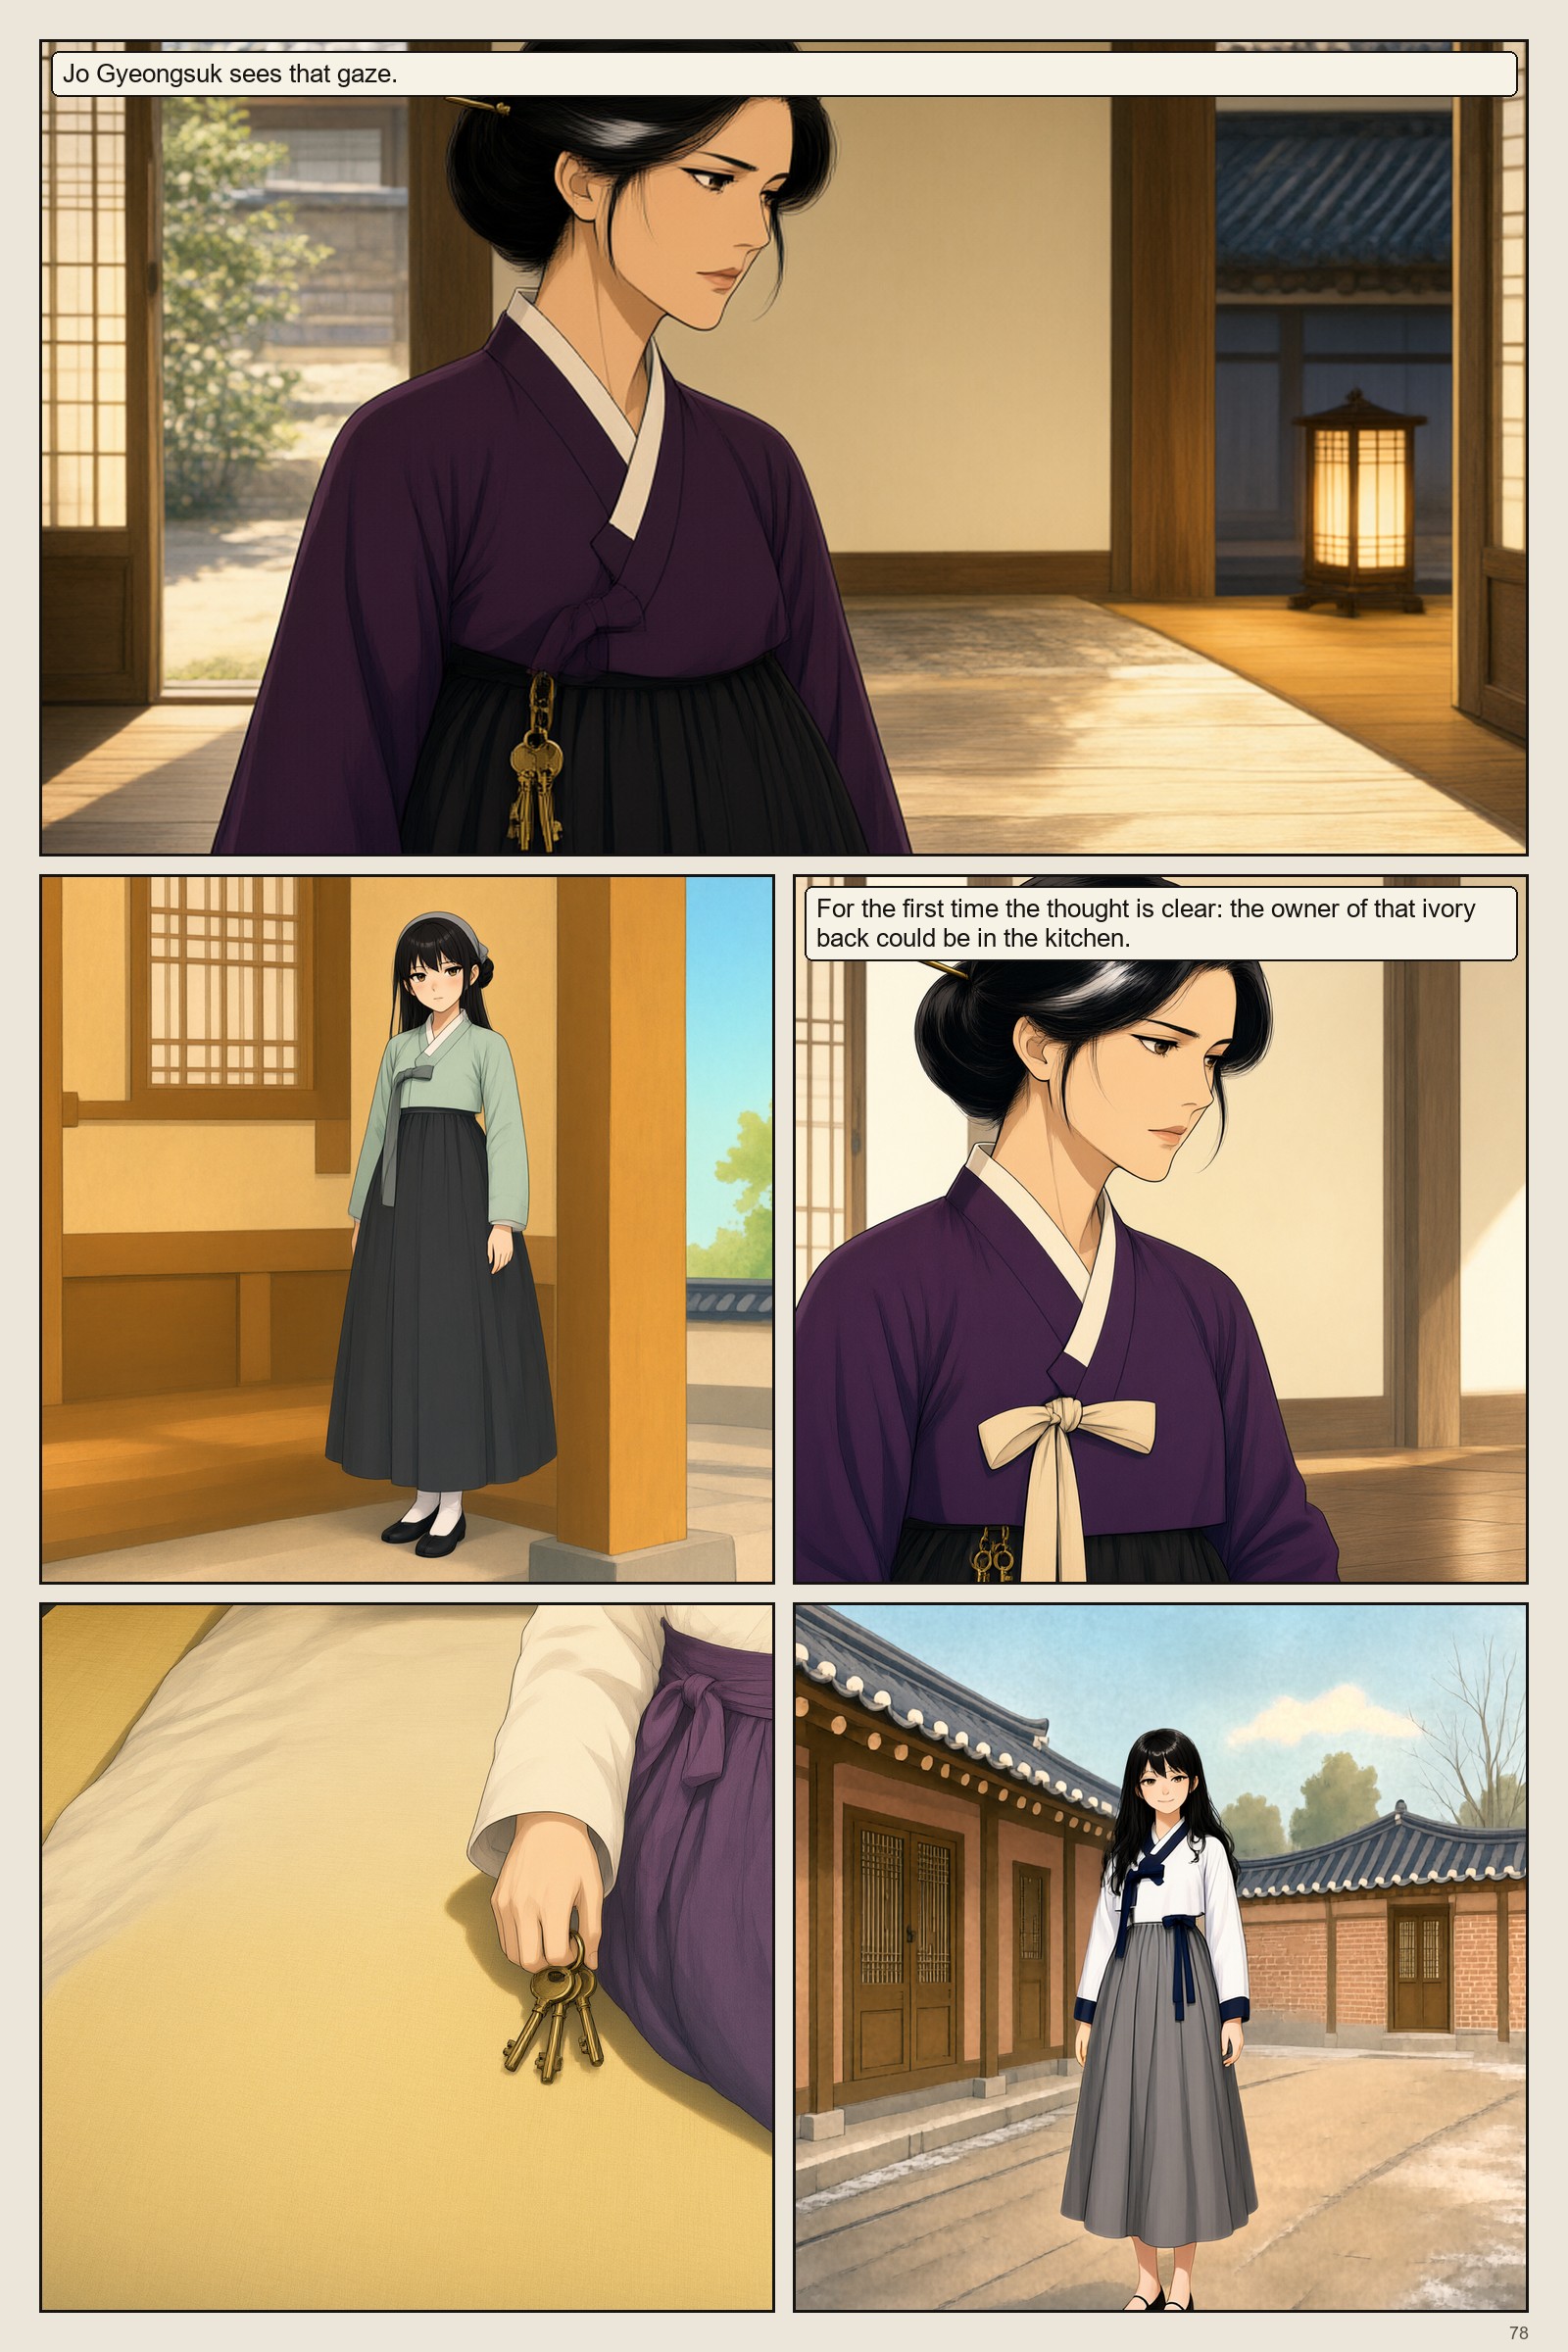 Jo Gyeongsuk sees that gaze.
For the first time the thought is clear: the owner of that ivory
back could be in the kitchen.
78